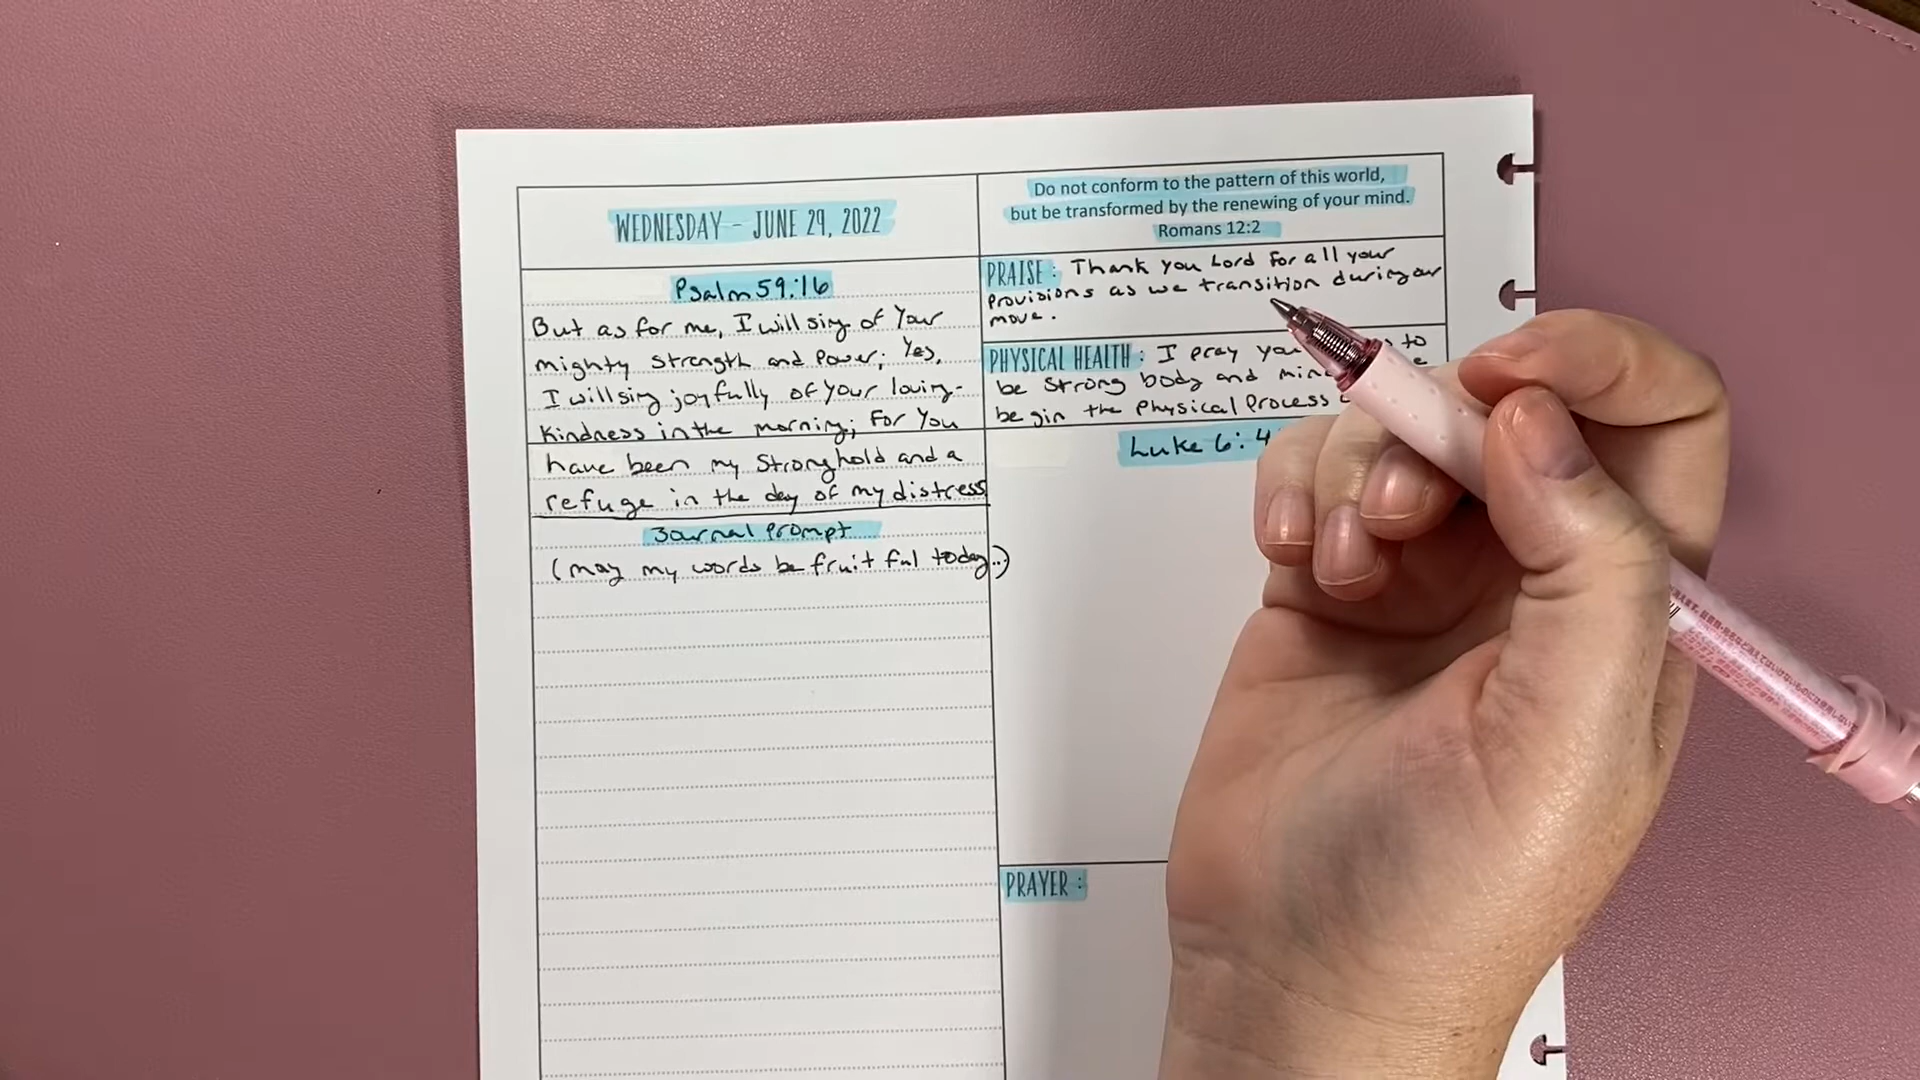 WEDNESDAY - JUNE 29, 2022
Psalm 59:16
But as for me, I will sing of Your
mighty strength and power; Yes,
I will sing joyfully of Your loving-
kindness in the morning; For You
have been my stronghold and a
refuge in the day of my distress
Journal Prompt
(may my words be fruitful today..)
Do not conform to the pattern of this world,
but be transformed by the renewing of your mind.
Romans 12:2
PRAISE: Thank you Lord for all your
provisions as we transition during our
move.
PHYSICAL HEALTH: I pray to
be strong body and
begin the physical process
Luke 6:4
PRAYER: